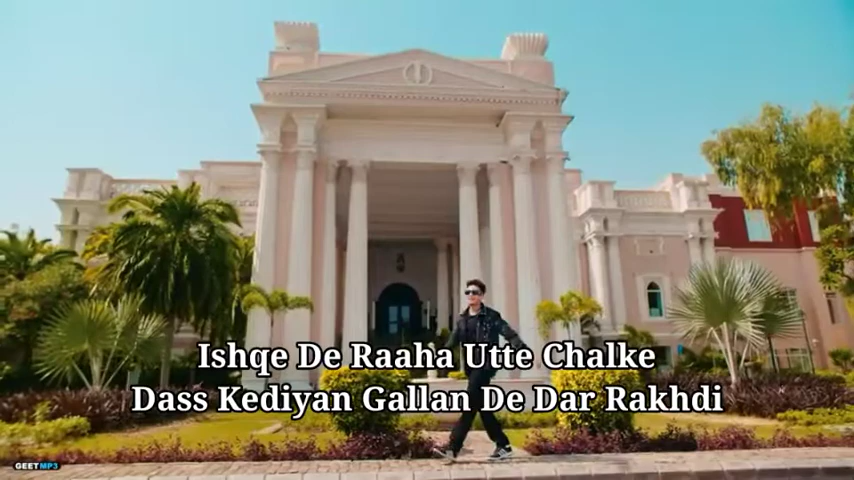 Ishqe De Raaha Utte Chalke
Dass Kediyan Gallan De Dar Rakhdi
GEETMP3